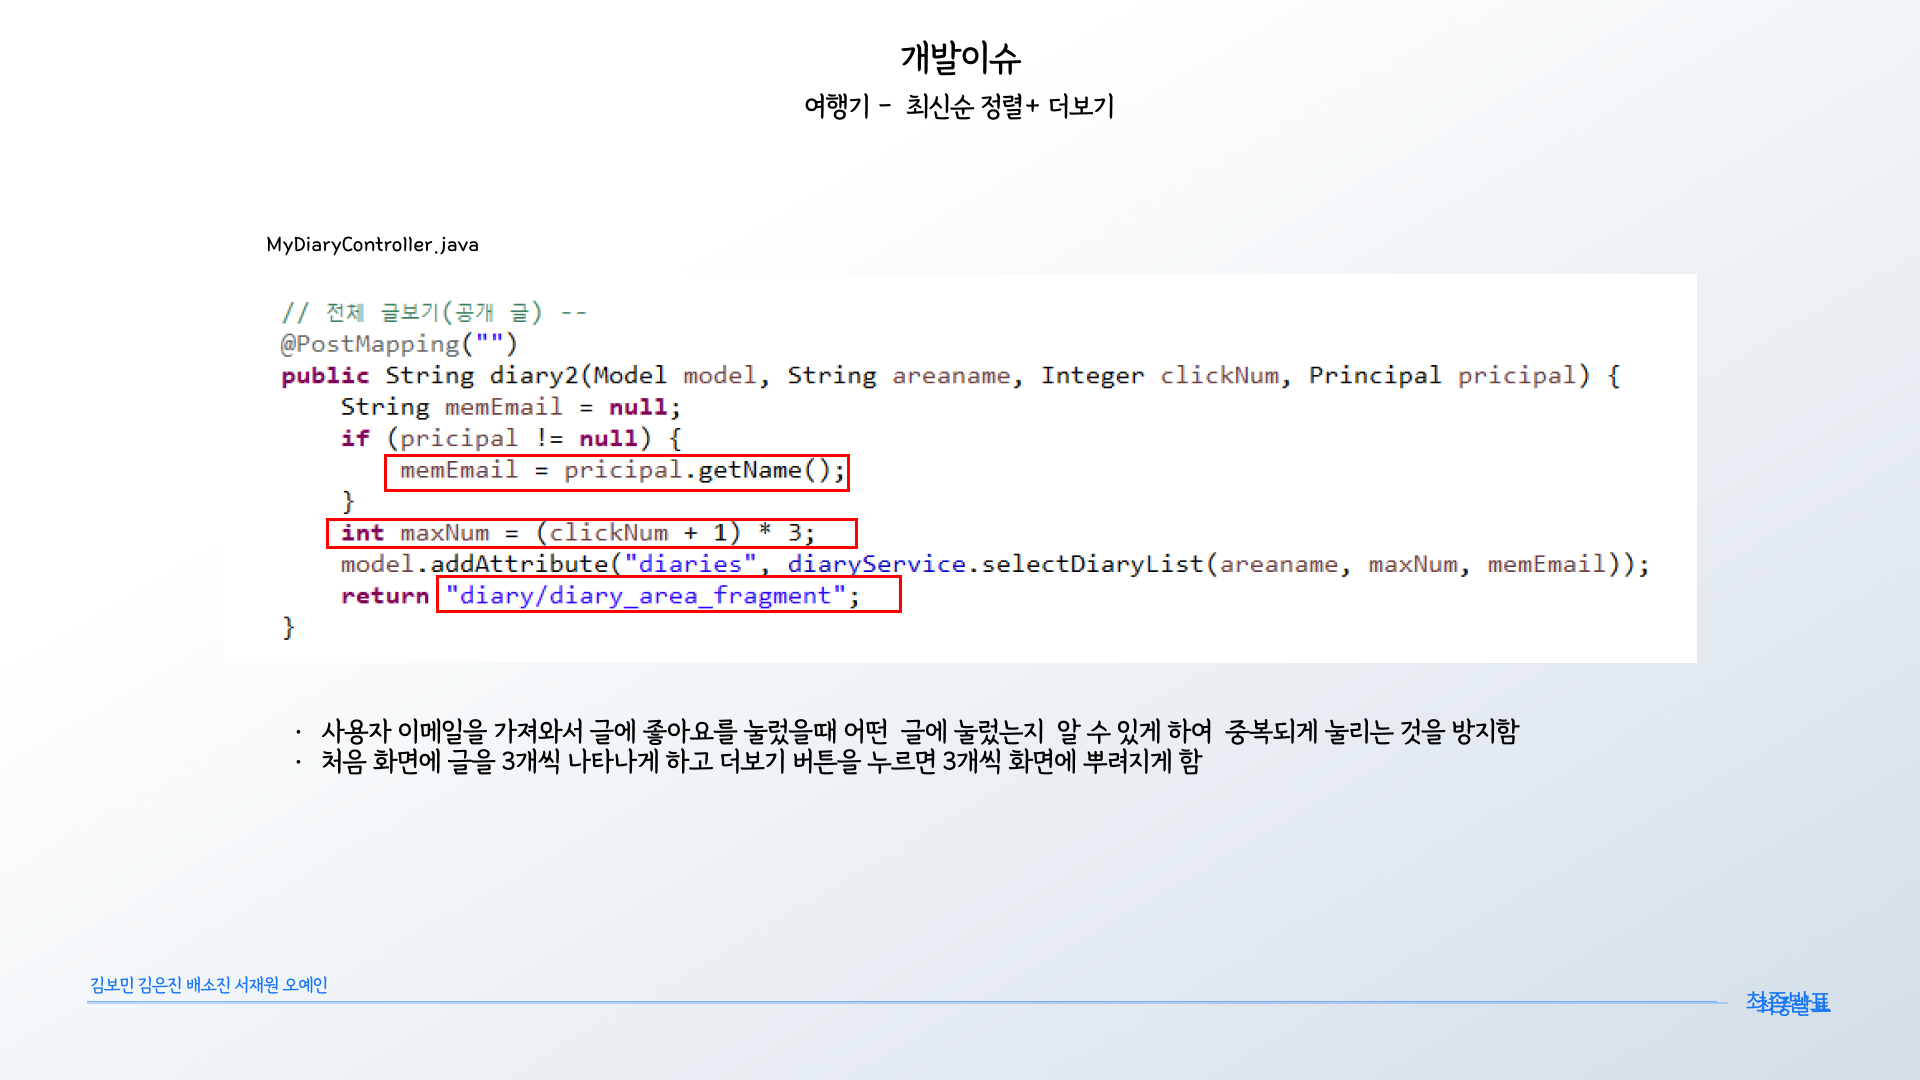 개발이슈
여행기 - 최신순 정렬+ 더보기
MyDiaryController.java
// 전체 글보기(공개 글) --
@PostMapping("")
public String diary2(Model model, String areaname, Integer clickNum, Principal pricipal) {
String memEmail = null;
if (pricipal != null) {
memEmail = pricipal.getName();
}
int maxNum = (clickNum + 1) * 3;
model.addAttribute("diaries", diaryService.selectDiaryList(areaname, maxNum, memEmail));
return "diary/diary_area_fragment";
}
· 사용자 이메일을 가져와서 글에 좋아요를 눌렀을때 어떤 글에 눌렀는지 알 수 있게 하여 중복되게 눌리는 것을 방지함
· 처음 화면에 글을 3개씩 나타나게 하고 더보기 버튼을 누르면 3개씩 화면에 뿌려지게 함
김보민 김은진 배소진 서재원 오예인
최종발표
최종발표